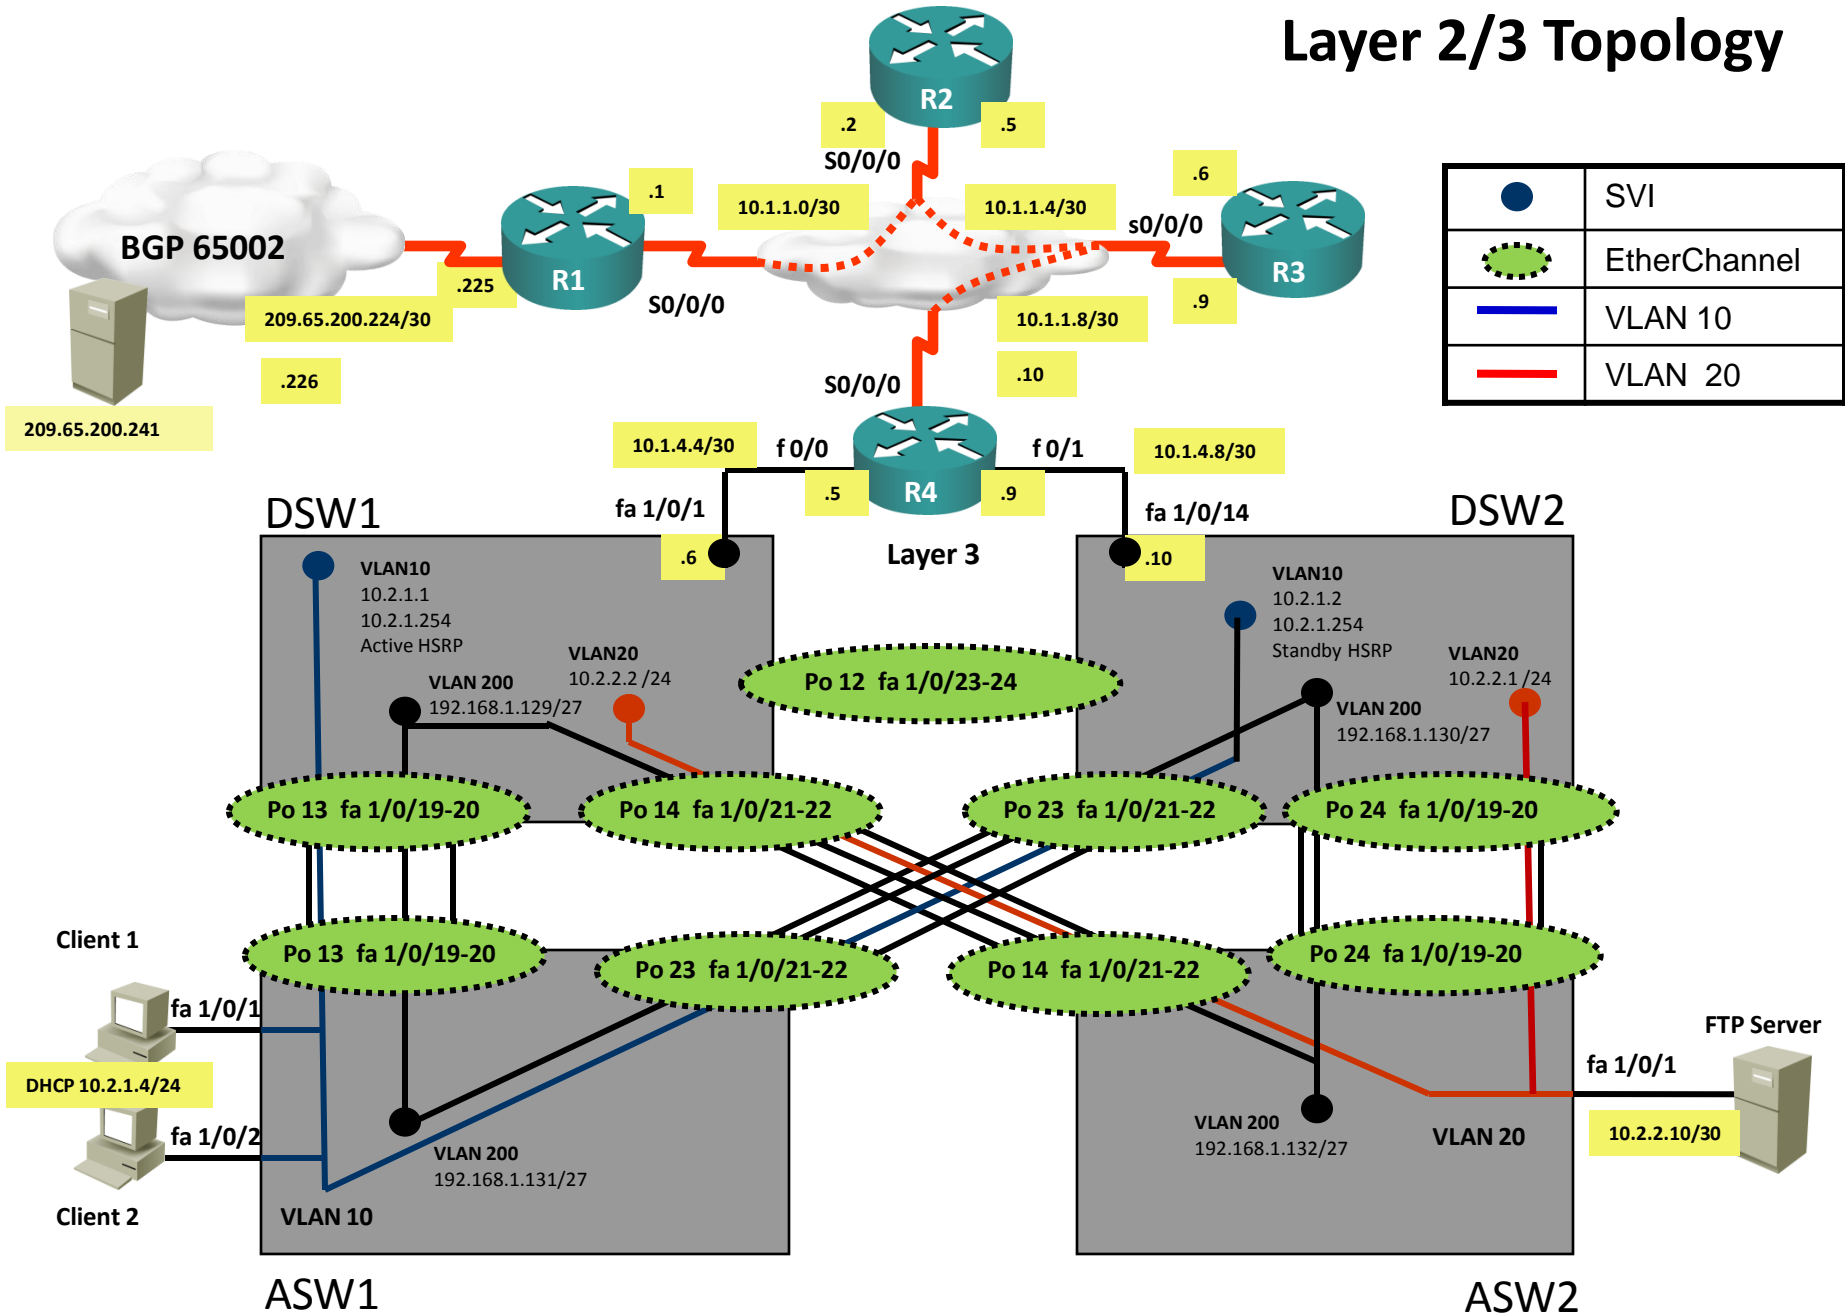 Layer 2/3 Topology
R2
.2
.5
S0/0/0
.1
10.1.1.0/30
10.1.1.4/30
.6
s0/0/0
SVI
EtherChannel
VLAN 10
VLAN 20
BGP 65002
R1
.225
S0/0/0
R3
.9
209.65.200.224/30
10.1.1.8/30
.226
.10
S0/0/0
209.65.200.241
10.1.4.4/30
f 0/0
f 0/1
10.1.4.8/30
.5
R4
.9
DSW1
fa 1/0/1
fa 1/0/14
DSW2
.6
Layer 3
.10
VLAN10
10.2.1.1
10.2.1.254
Active HSRP
VLAN10
10.2.1.2
10.2.1.254
Standby HSRP
VLAN 200
192.168.1.129/27
VLAN20
10.2.2.2 /24
Po 12 fa 1/0/23-24
VLAN20
10.2.2.1 /24
VLAN 200
192.168.1.130/27
Po 13 fa 1/0/19-20
Po 14 fa 1/0/21-22
Po 23 fa 1/0/21-22
Po 24 fa 1/0/19-20
Client 1
Po 13 fa 1/0/19-20
Po 23 fa 1/0/21-22
Po 14 fa 1/0/21-22
Po 24 fa 1/0/19-20
fa 1/0/1
DHCP 10.2.1.4/24
fa 1/0/2
Client 2
FTP Server
fa 1/0/1
10.2.2.10/30
VLAN 200
192.168.1.131/27
VLAN 10
VLAN 200
192.168.1.132/27
VLAN 20
ASW1
ASW2